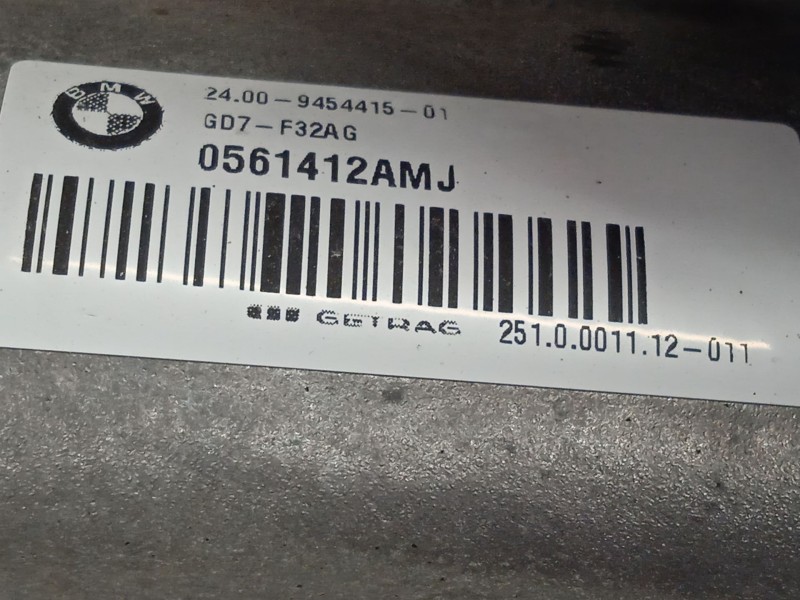 BMW
24.00-9454415-01
GD7-F32AG
0561412AMJ
GETRAG 251.0.0011.12-011